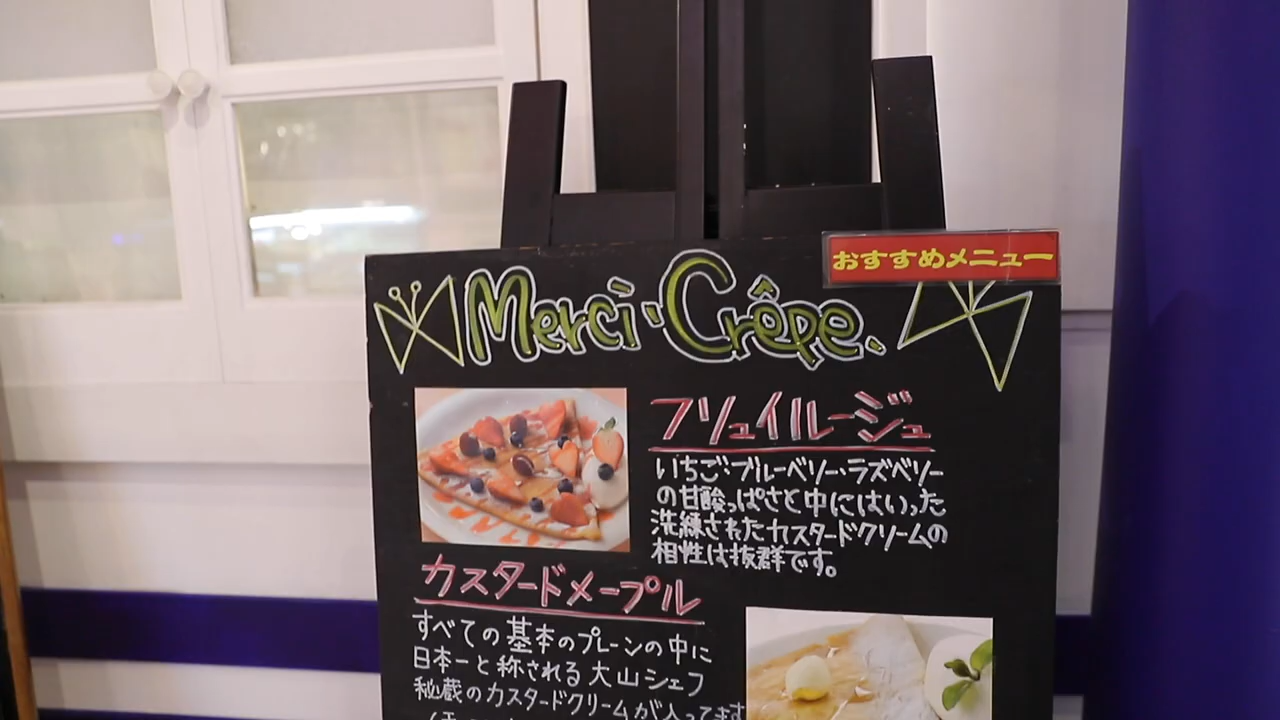 おすすめメニュー
Merci・Crêpe.
フリュイルージュ
いちご・ブルーベリー・ラズベリー
の甘酸っぱさと中にはいった
洗練されたカスタードクリームの
相性は抜群です。
カスタードメープル
すべての基本のプレーンの中に
日本一と称される大山シェフ
秘蔵のカスタードクリームが入ってます